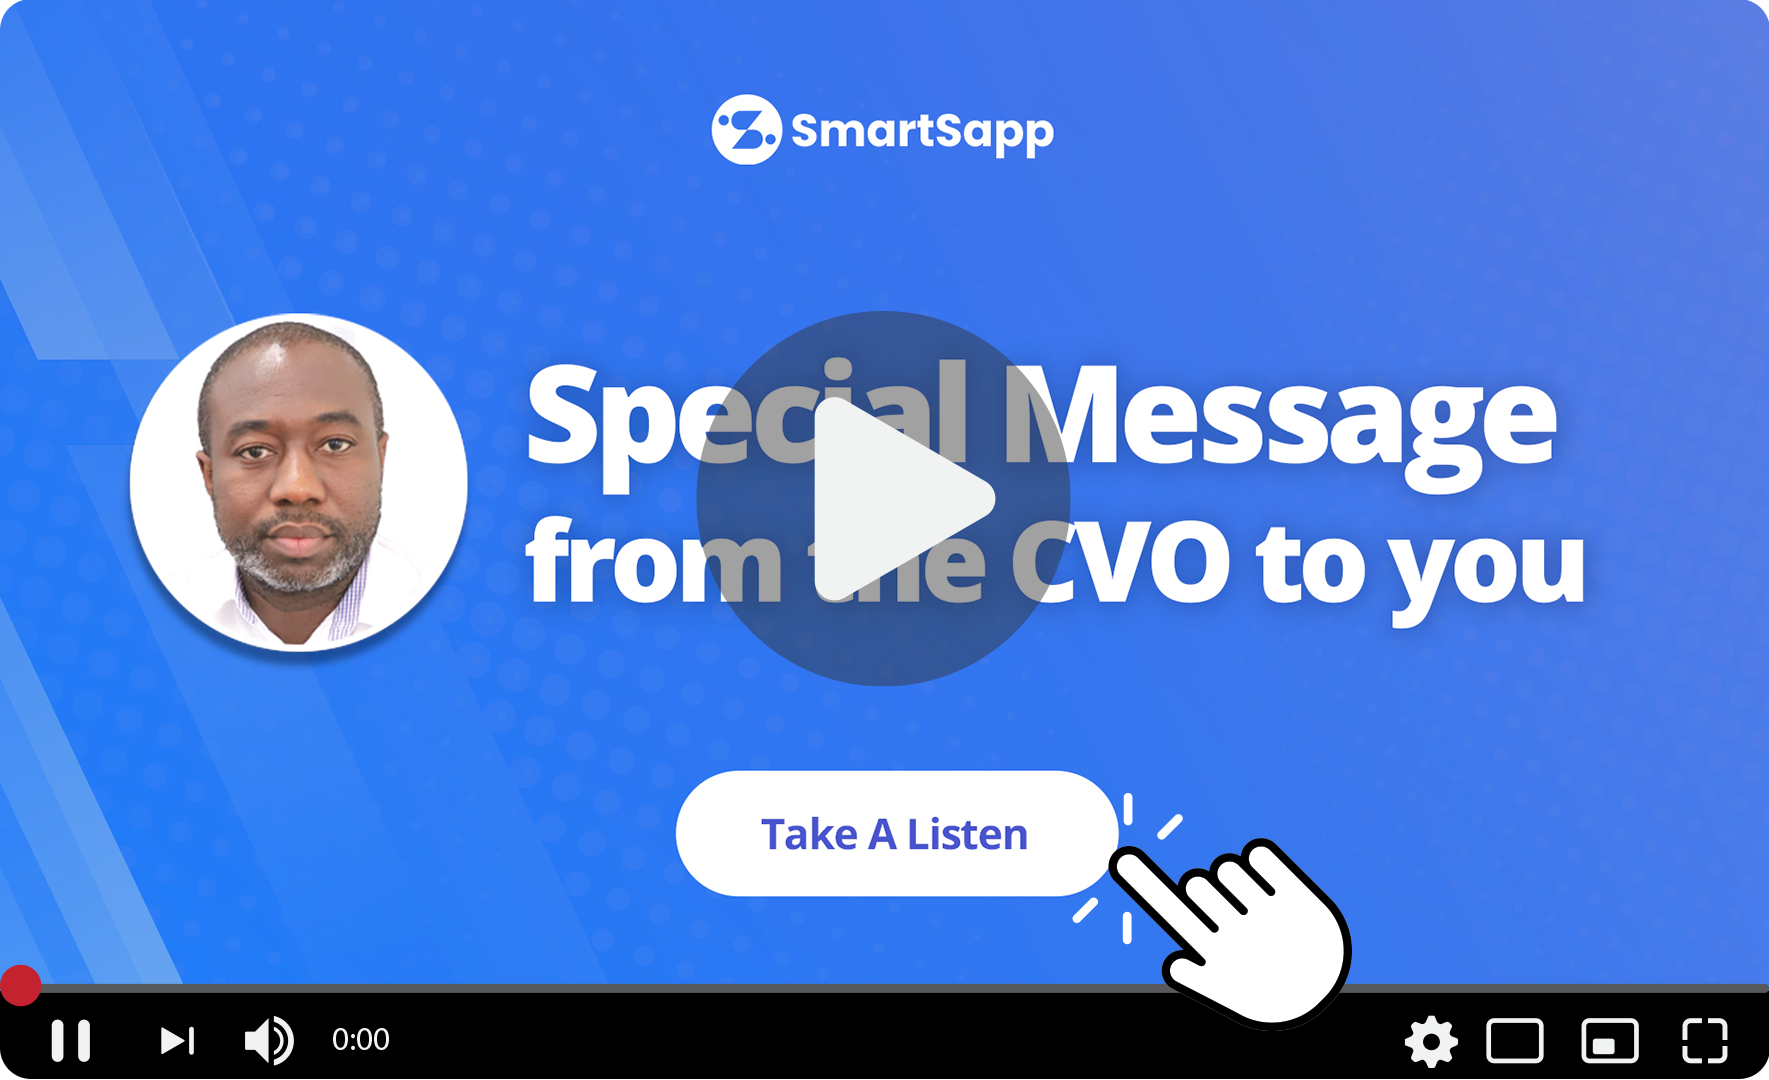 SmartSapp
Special Message
from the CVO to you
Take A Listen
0:00